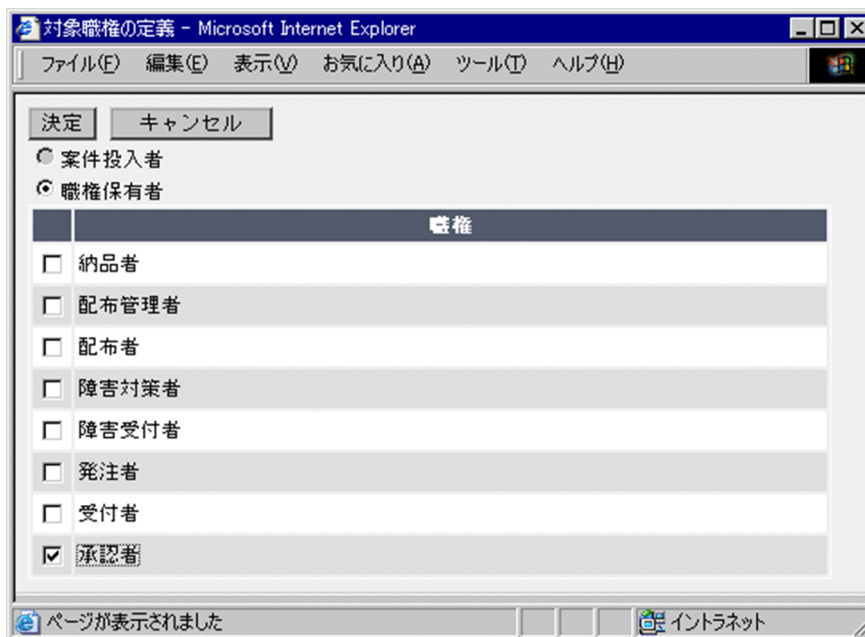 対象職権の定義 - Microsoft Internet Explorer
ファイル(F) 編集(E) 表示(V) お気に入り(A) ツール(T) ヘルプ(H)
決定 キャンセル
案件投入者
職権保有者
職権
納品者
配布管理者
配布者
障害対策者
障害受付者
発注者
受付者
承認者
ページが表示されました イントラネット